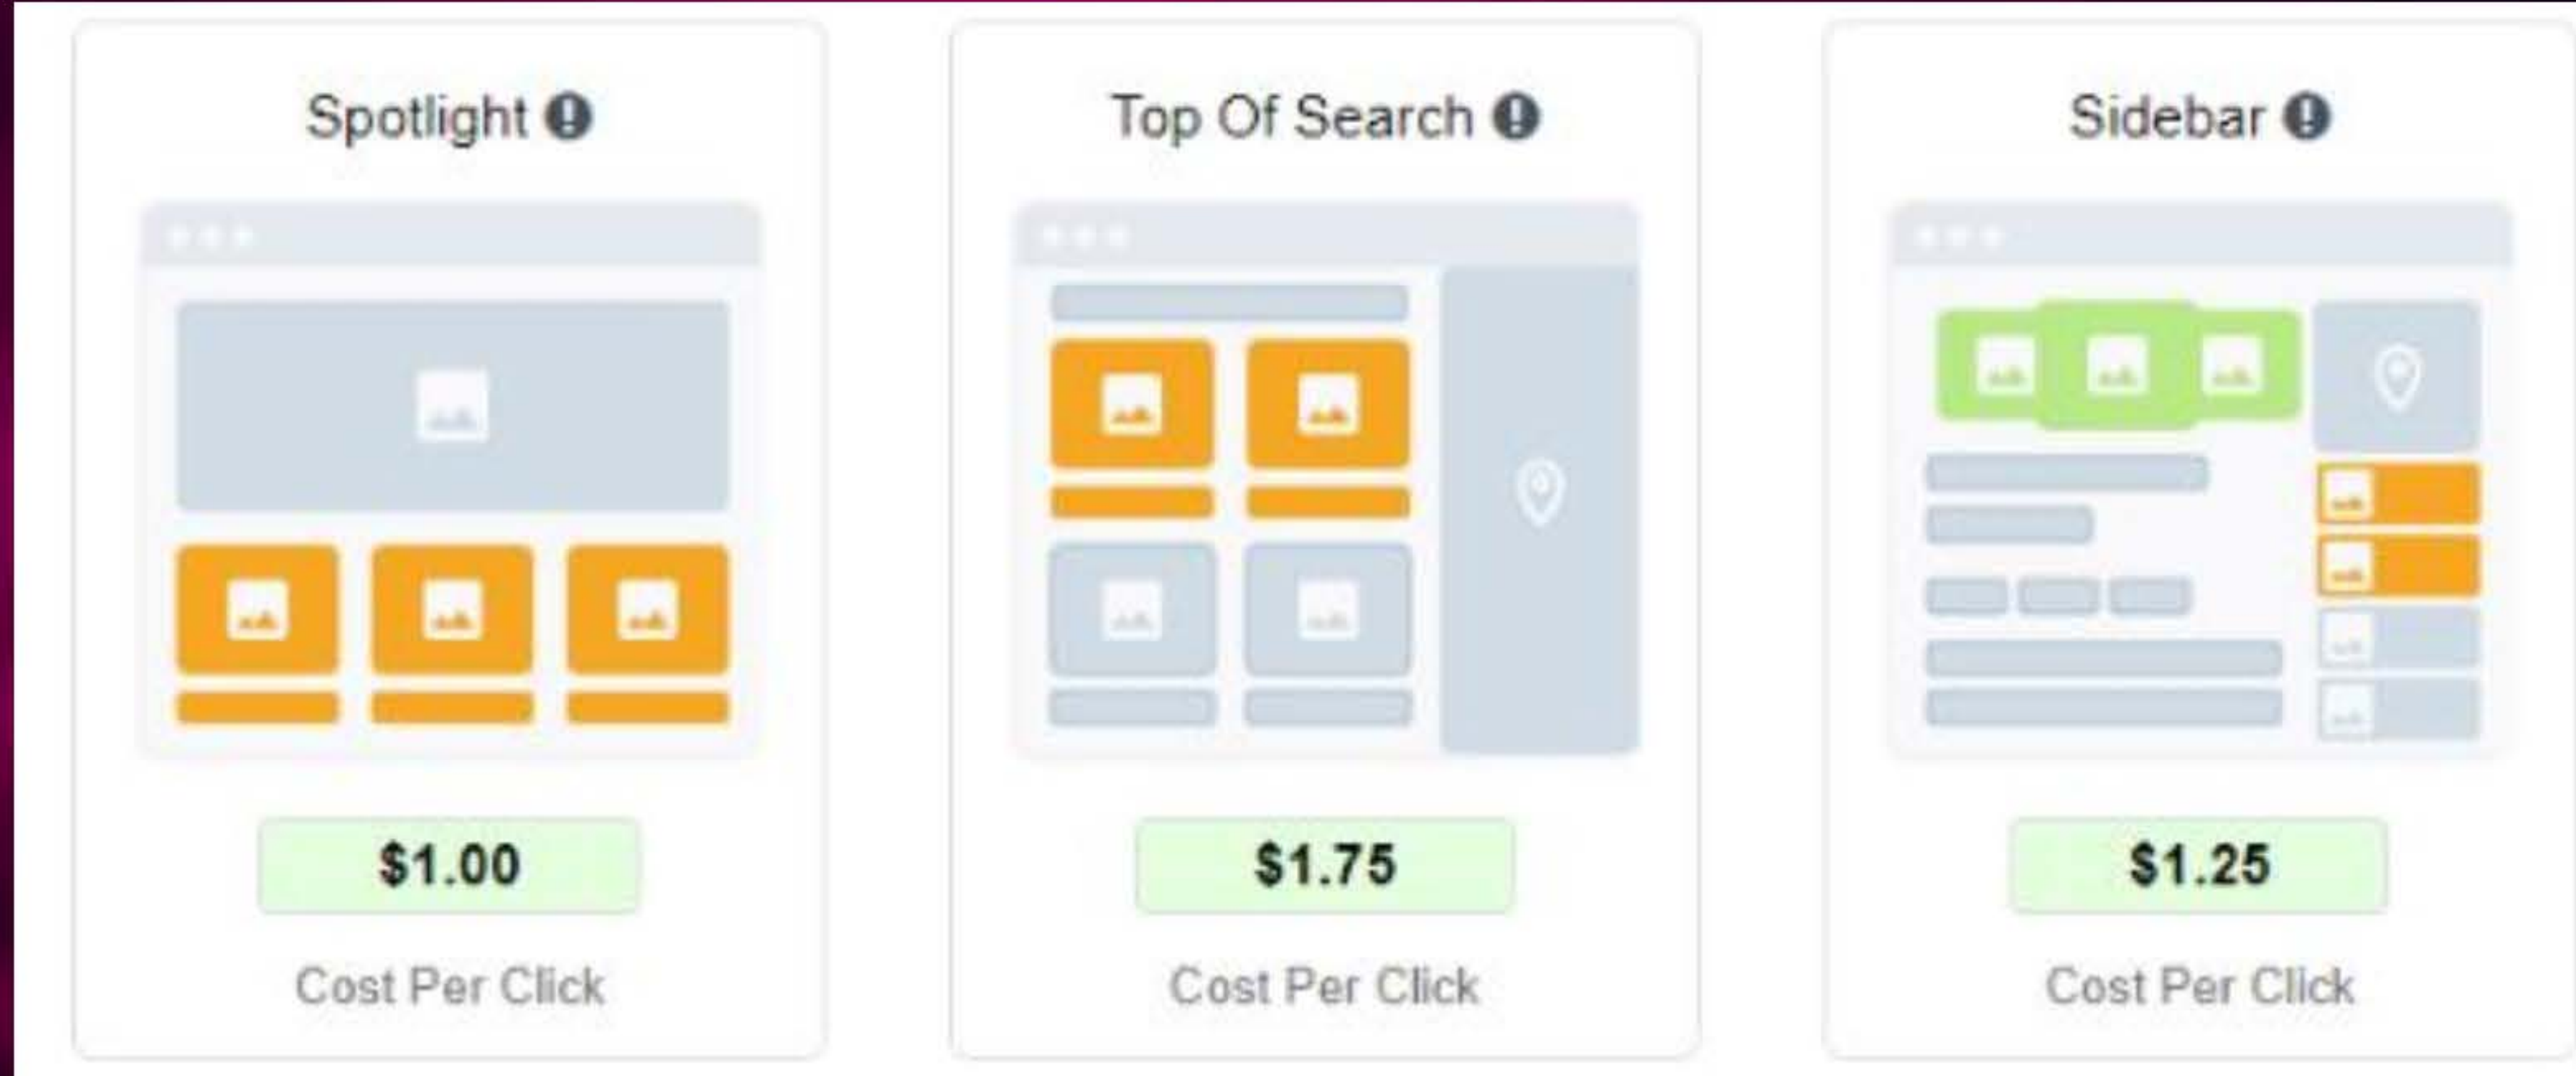 Spotlight
Top Of Search
Sidebar
$1.00
$1.75
$1.25
Cost Per Click
Cost Per Click
Cost Per Click